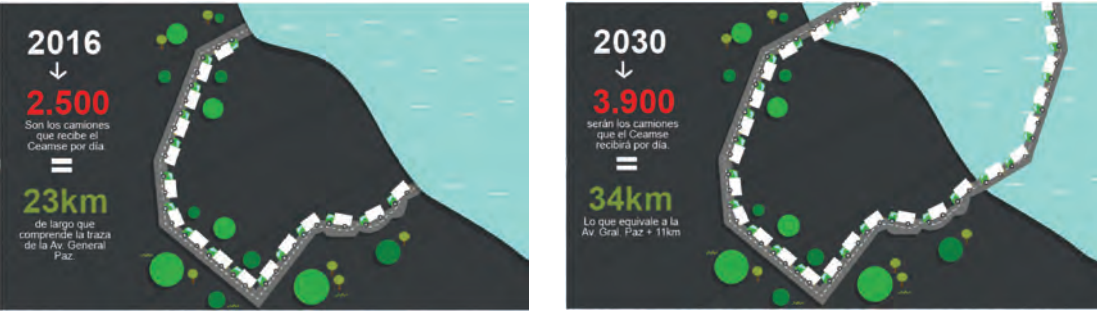 2016
2.500
Son los camiones
que recibe el
Ceamse por día.
=
23km
de largo que
comprende la traza
de la Av. General
Paz.
2030
3.900
serán los camiones
que el Ceamse
recibirá por día.
=
34km
Lo que equivale a la
Av. Gral. Paz + 11km